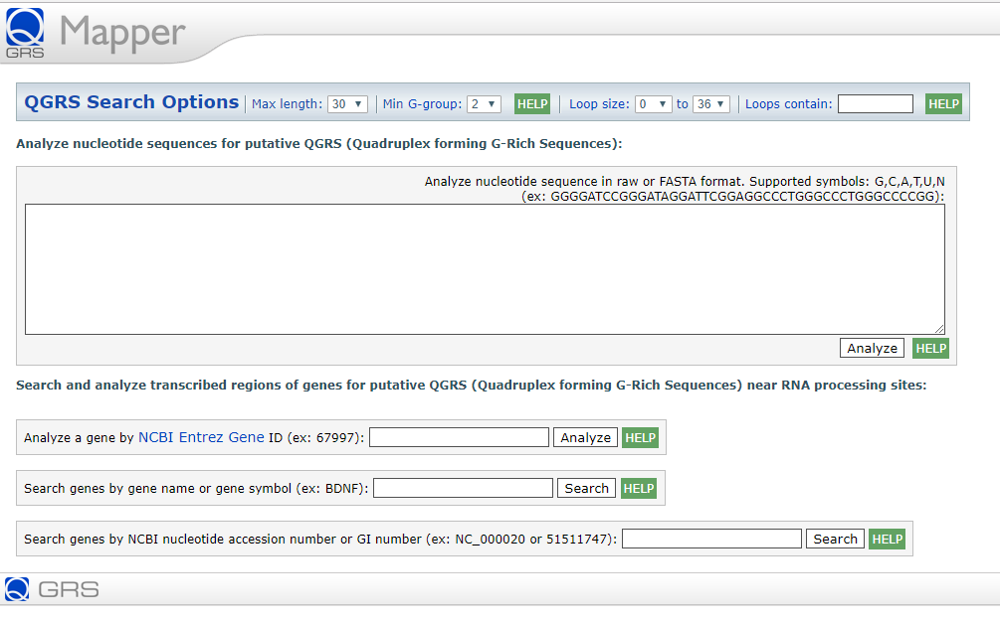 GRS
Mapper
QGRS Search Options Max length: 30 Min G-group: 2 HELP Loop size: 0 to 36 Loops contain: HELP
Analyze nucleotide sequences for putative QGRS (Quadruplex forming G-Rich Sequences):
Analyze nucleotide sequence in raw or FASTA format. Supported symbols: G,C,A,T,U,N
(ex: GGGGATCCGGGATAGGATTCGGAGGCCCTGGGCCCTGGGCCCCGG):
Analyze HELP
Search and analyze transcribed regions of genes for putative QGRS (Quadruplex forming G-Rich Sequences) near RNA processing sites:
Analyze a gene by NCBI Entrez Gene ID (ex: 67997): Analyze HELP
Search genes by gene name or gene symbol (ex: BDNF): Search HELP
Search genes by NCBI nucleotide accession number or GI number (ex: NC_000020 or 51511747): Search HELP
GRS